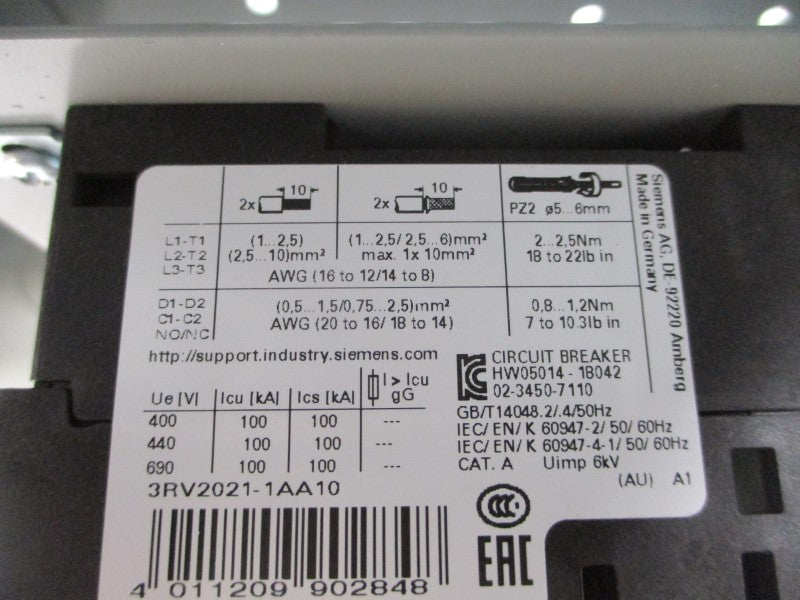 10
2x
10
2x
PZ2 ø5...6mm
L1-T1
L2-T2
L3-T3
(1...2,5)
(2,5...10)mm²
(1...2,5/2,5...6)mm²
max. 1x 10mm²
AWG (16 to 12/14 to 8)
2...2,5Nm
18 to 22lb in
D1-D2
C1-C2
NO/NC
(0,5...1,5/0,75...2,5)mm²
AWG (20 to 16/18 to 14)
0,8...1,2Nm
7 to 10.3lb in
Siemens AG, DE-92220 Amberg
Made in Germany
http://support.industry.siemens.com
Ue [V] Icu [kA] Ics [kA] I > Icu
gG
400 100 100 ---
440 100 100 ---
690 100 100 ---
CIRCUIT BREAKER
HW05014-1B042
02-3450-7110
GB/T14048.2/.4/50Hz
IEC/EN/K 60947-2/50/60Hz
IEC/EN/K 60947-4-1/50/60Hz
CAT. A Uimp 6kV
(AU) A1
3RV2021-1AA10
CCC
EAC
4 011209 902848